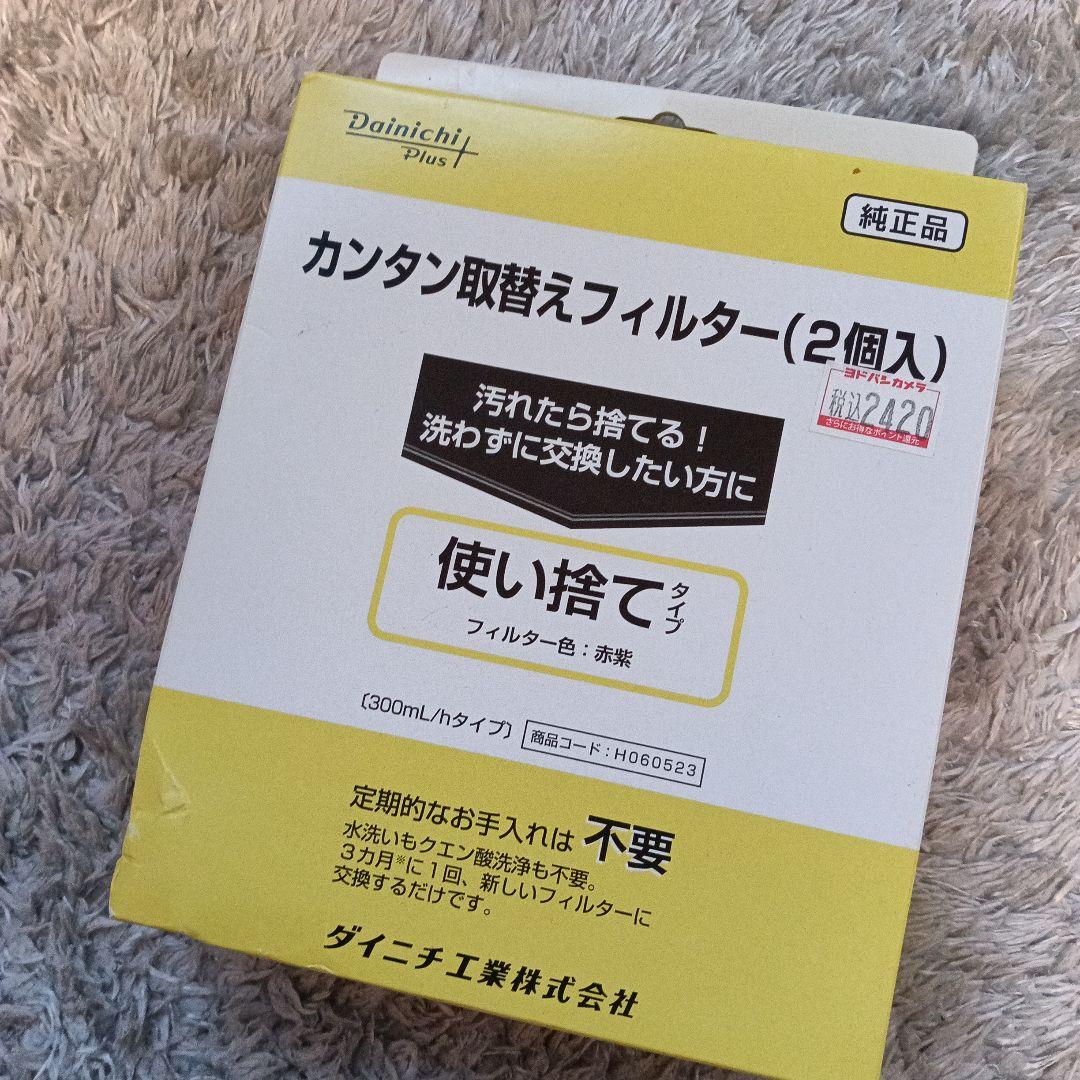 Dainichi
Plus
純正品
カンタン取替えフィルター(2個入)
ヨドバシカメラ
税込2420
さらにお得なポイント還元
汚れたら捨てる!
洗わずに交換したい方に
使い捨てタイプ
フィルター色:赤紫
〔300mL/hタイプ〕 商品コード:H060523
定期的なお手入れは 不要
水洗いもクエン酸洗浄も不要。
3カ月※に1回、新しいフィルターに
交換するだけです。
ダイニチ工業株式会社